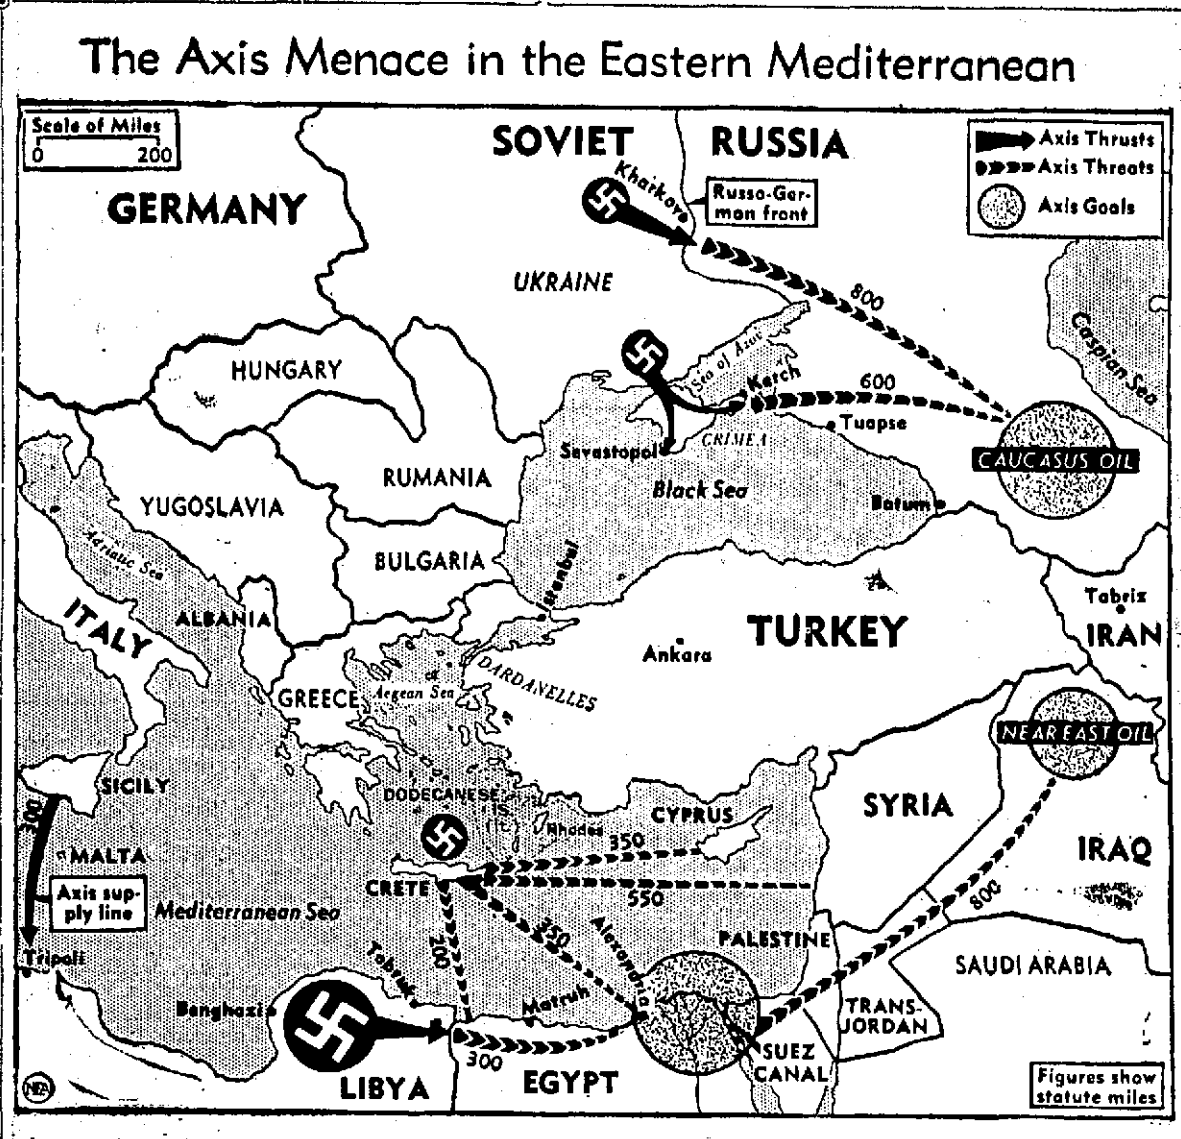 The Axis Menace in the Eastern Mediterranean
Scale of Miles
0 200
SOVIET RUSSIA
Axis Thrusts
Axis Threats
Axis Goals
GERMANY
Kharkov
Russo-Ger-
man front
UKRAINE
800
Caspian Sea
HUNGARY
Sea of Azov
Kerch
600
Tuapse
CRIMEA
Sevastopol
CAUCASUS OIL
RUMANIA
Black Sea
Batum
YUGOSLAVIA
Adriatic Sea
BULGARIA
Istanbul
ITALY
ALBANIA
Tabriz
IRAN
TURKEY
Ankara
DARDANELLES
GREECE
Aegean Sea
NEAR EAST OIL
SICILY
300
DODECANESE
(It.)
Rhodes
CYPRUS
350
SYRIA
MALTA
IRAQ
Axis sup-
ply line
CRETE
550
800
Mediterranean Sea
200
350
Alexandria
PALESTINE
Tripoli
Tobruk
SAUDI ARABIA
Benghazi
Matruh
TRANS-
JORDAN
300
SUEZ
CANAL
LIBYA
EGYPT
NEA
Figures show
statute miles